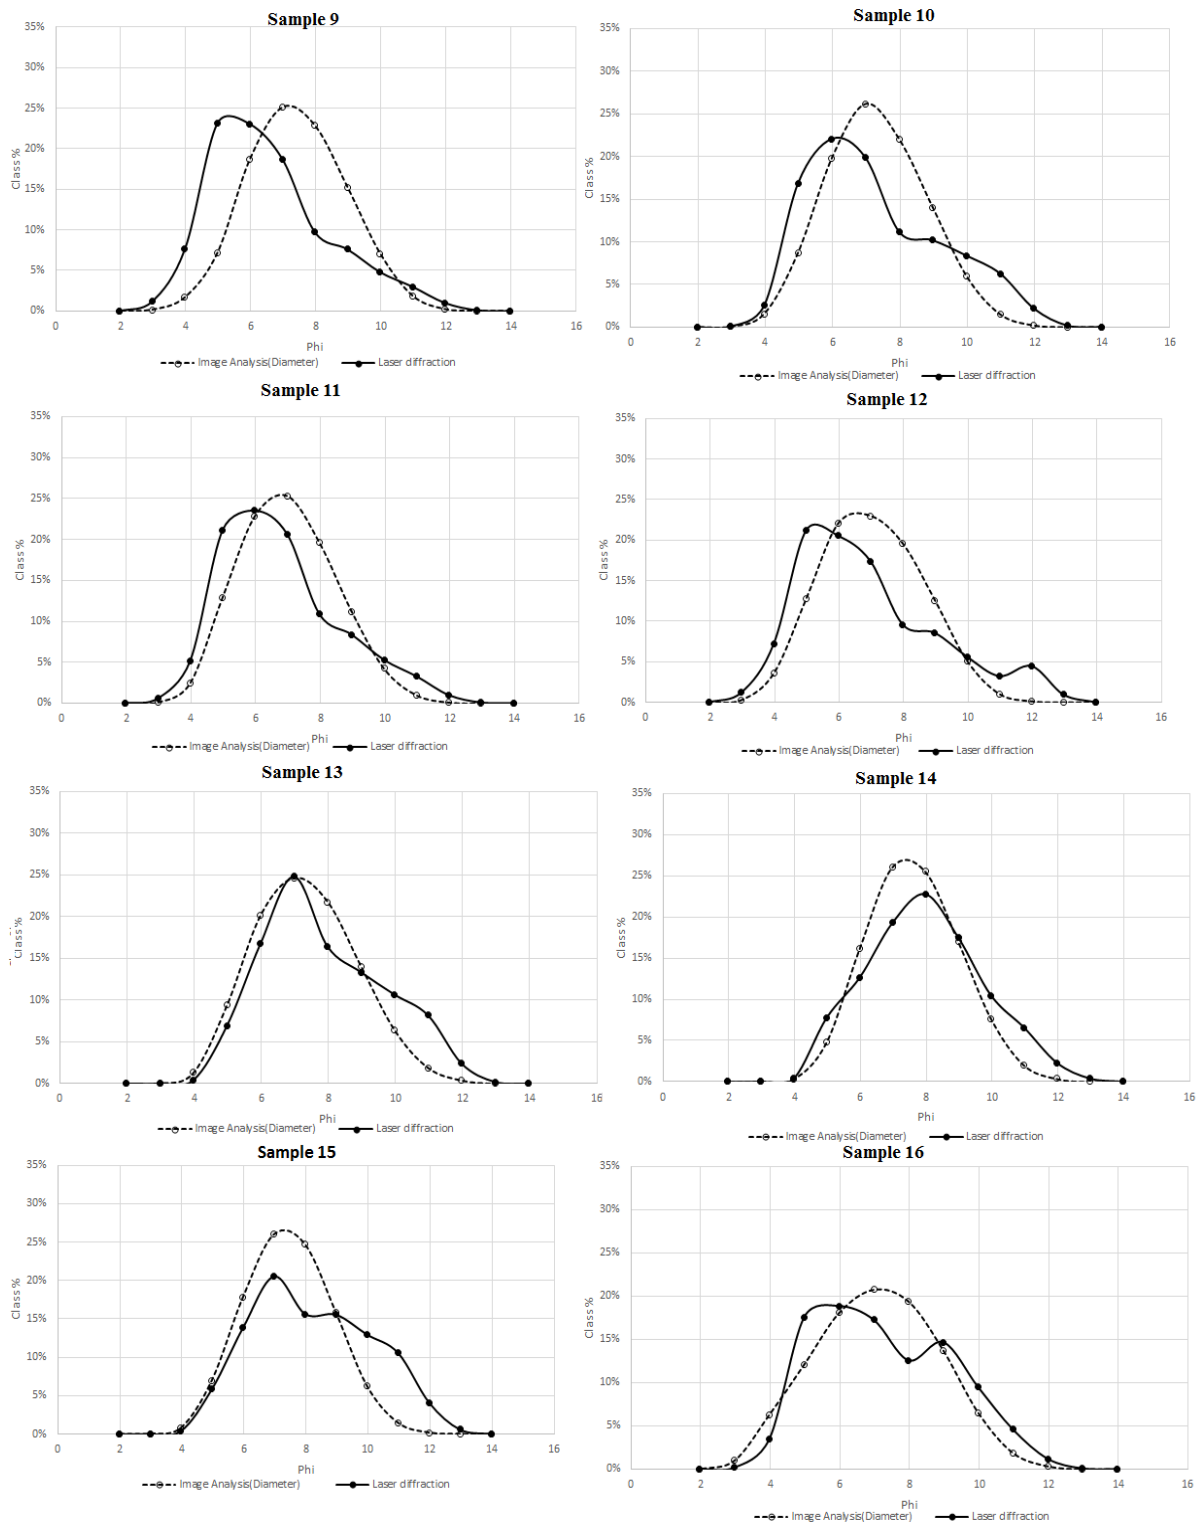 Sample 9
35%
30%
25%
20%
15%
10%
5%
0%
Class %
0 2 4 6 8 10 12 14 16
Phi
Image Analysis(Diameter) Laser diffraction
Sample 10
35%
30%
25%
20%
15%
10%
5%
0%
Class %
0 2 4 6 8 10 12 14 16
Phi
Image Analysis(Diameter) Laser diffraction
Sample 11
35%
30%
25%
20%
15%
10%
5%
0%
Class %
0 2 4 6 8 10 12 14 16
Phi
Image Analysis(Diameter) Laser diffraction
Sample 12
35%
30%
25%
20%
15%
10%
5%
0%
Class %
0 2 4 6 8 10 12 14 16
Phi
Image Analysis(Diameter) Laser diffraction
Sample 13
35%
30%
25%
20%
15%
10%
5%
0%
Class %
0 2 4 6 8 10 12 14 16
Phi
Image Analysis(Diameter) Laser diffraction
Sample 14
35%
30%
25%
20%
15%
10%
5%
0%
Class %
0 2 4 6 8 10 12 14 16
Phi
Image Analysis(Diameter) Laser diffraction
Sample 15
35%
30%
25%
20%
15%
10%
5%
0%
Class %
0 2 4 6 8 10 12 14 16
Phi
Image Analysis(Diameter) Laser diffraction
Sample 16
35%
30%
25%
20%
15%
10%
5%
0%
Class %
0 2 4 6 8 10 12 14 16
Phi
Image Analysis(Diameter) Laser diffraction